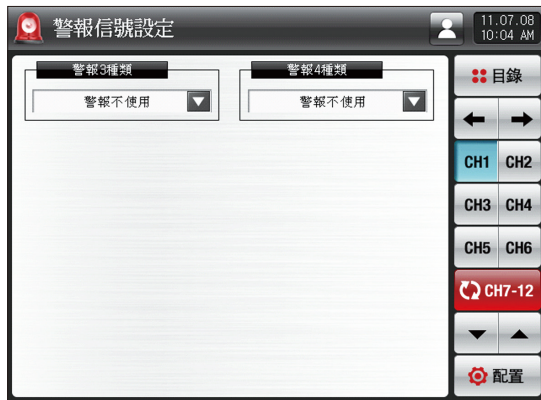 警報信號設定
11.07.08
10:04 AM
警報3種類
警報不使用
警報4種類
警報不使用
目錄
CH1 CH2
CH3 CH4
CH5 CH6
CH7-12
配置